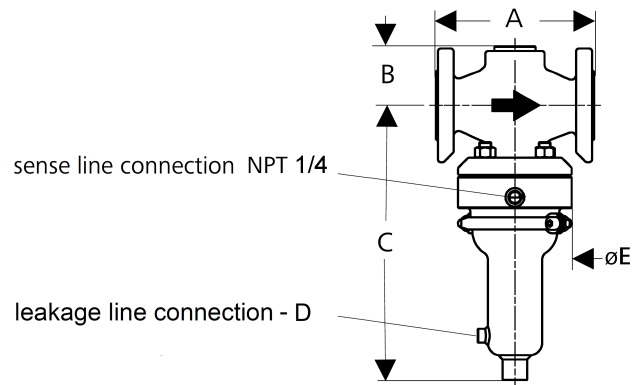 A
B
sense line connection NPT 1/4
C
øE
leakage line connection - D